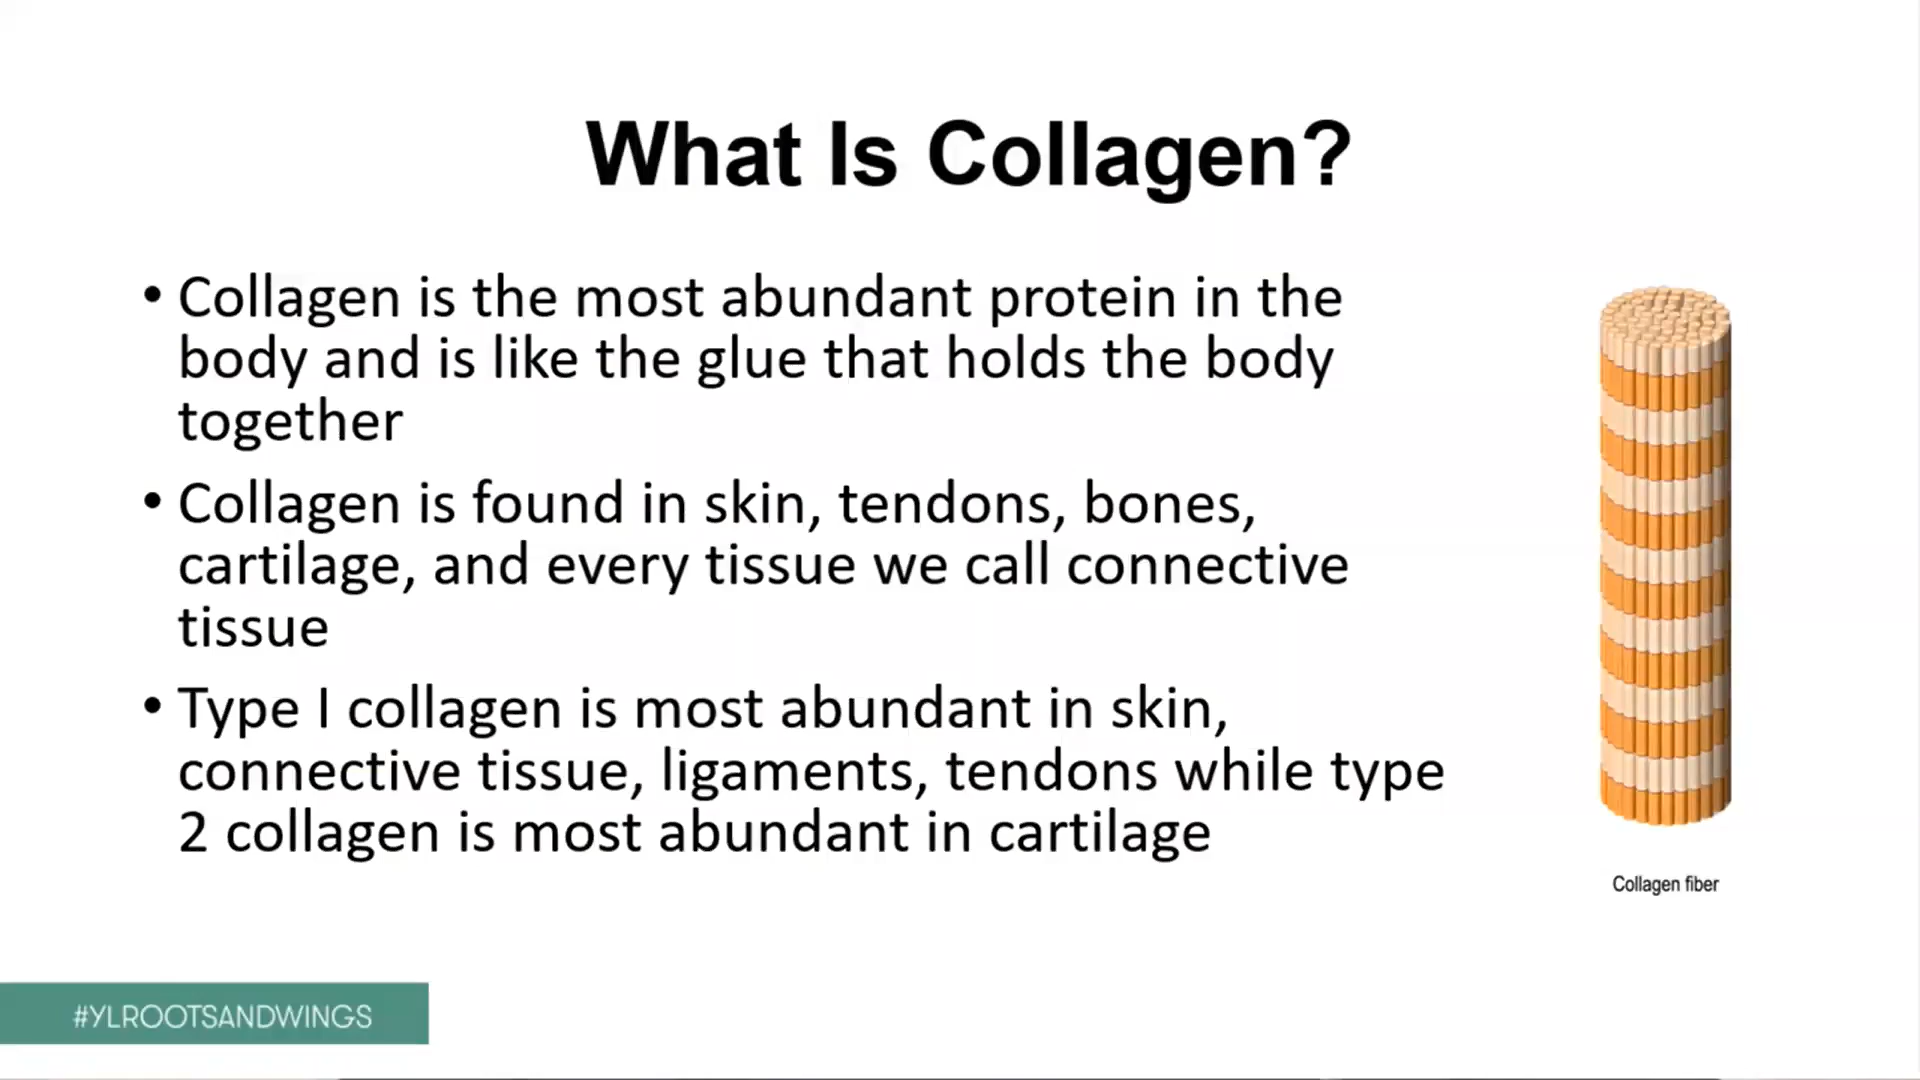 What Is Collagen?
• Collagen is the most abundant protein in the
body and is like the glue that holds the body
together
• Collagen is found in skin, tendons, bones,
cartilage, and every tissue we call connective
tissue
• Type I collagen is most abundant in skin,
connective tissue, ligaments, tendons while type
2 collagen is most abundant in cartilage
Collagen fiber
#YLROOTSANDWINGS